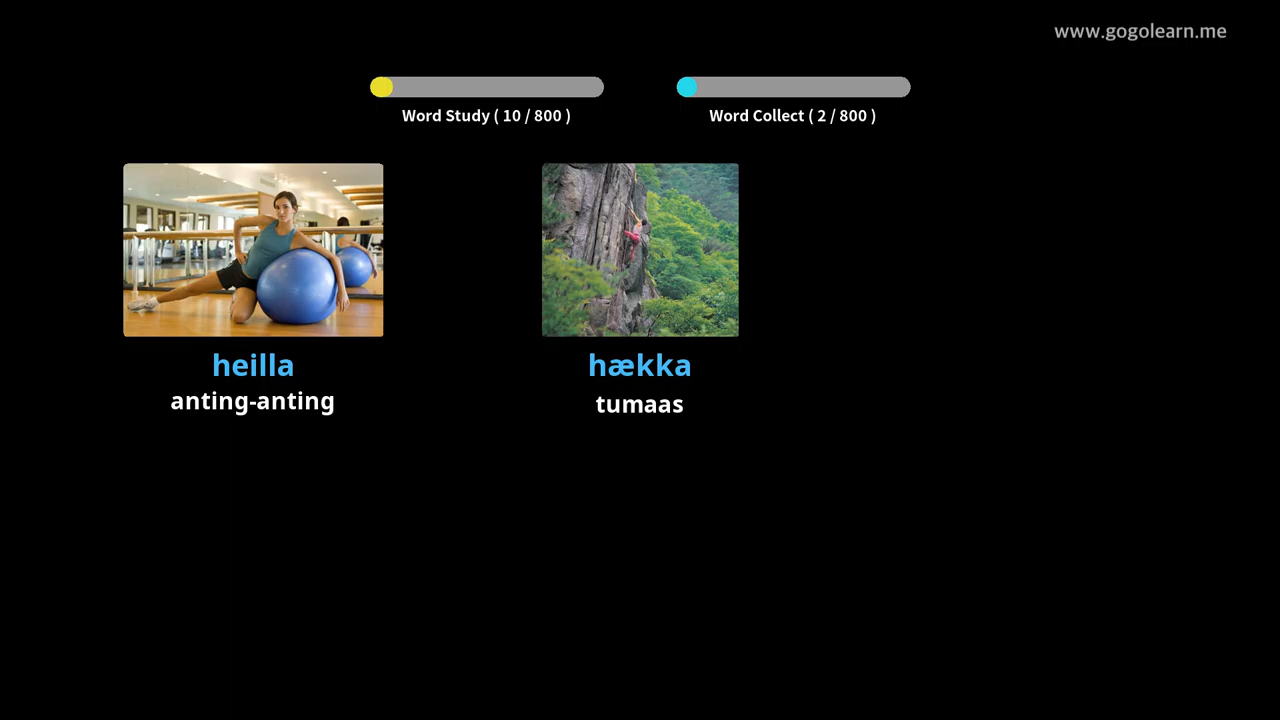 www.gogolearn.me
Word Study ( 10 / 800 )
Word Collect ( 2 / 800 )
heilla
anting-anting
hækka
tumaas